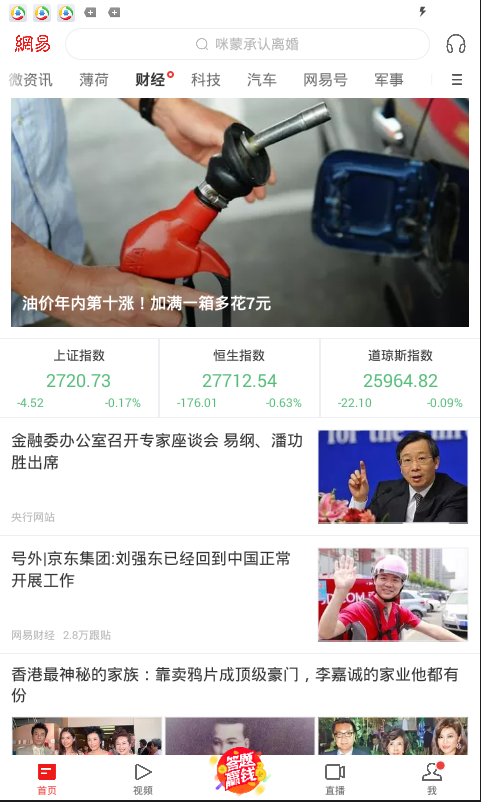 網易
咪蒙承认离婚
微资讯 薄荷 财经 科技 汽车 网易号 军事
油价年内第十涨！加满一箱多花7元
上证指数 恒生指数 道琼斯指数
2720.73 27712.54 25964.82
-4.52 -0.17% -176.01 -0.63% -22.10 -0.09%
金融委办公室召开专家座谈会 易纲、潘功
胜出席
央行网站
号外|京东集团:刘强东已经回到中国正常
开展工作
网易财经 2.8万跟贴
香港最神秘的家族：靠卖鸦片成顶级豪门，李嘉诚的家业他都有
份
答题
赢钱
首页 视频 直播 我